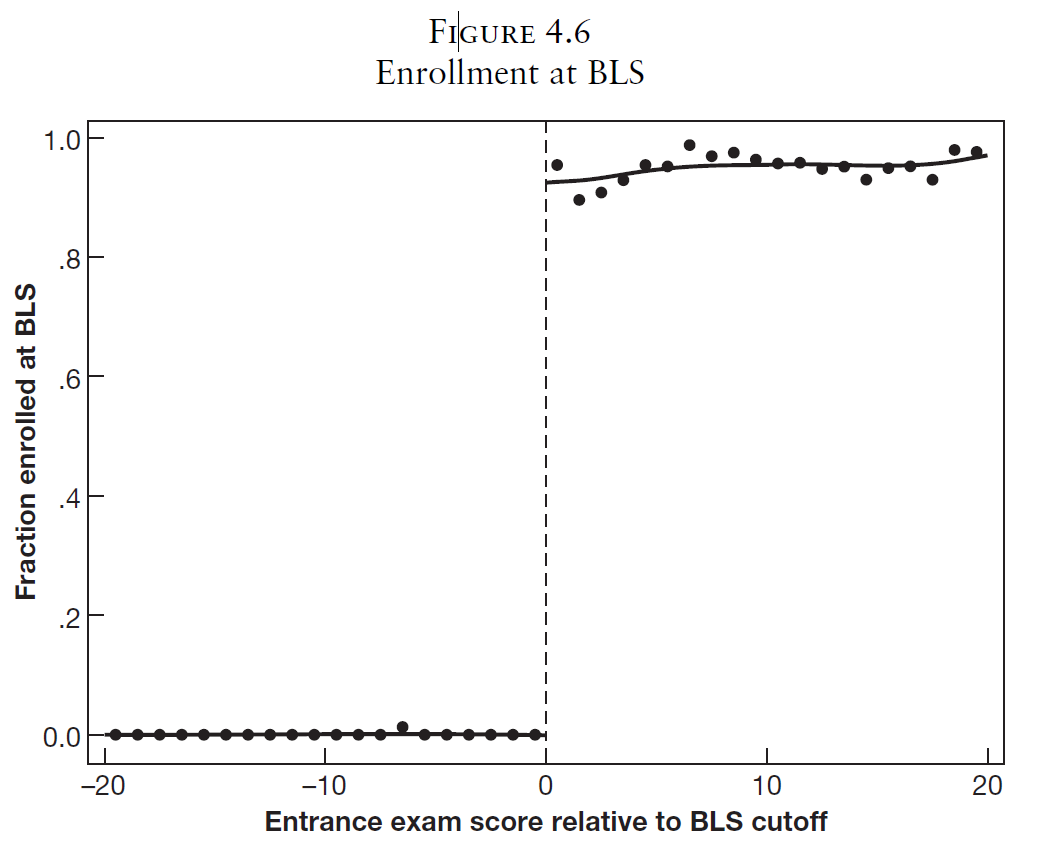 FIGURE 4.6
Enrollment at BLS
1.0
.8
.6
.4
.2
0.0
Fraction enrolled at BLS
−20
−10
0
10
20
Entrance exam score relative to BLS cutoff